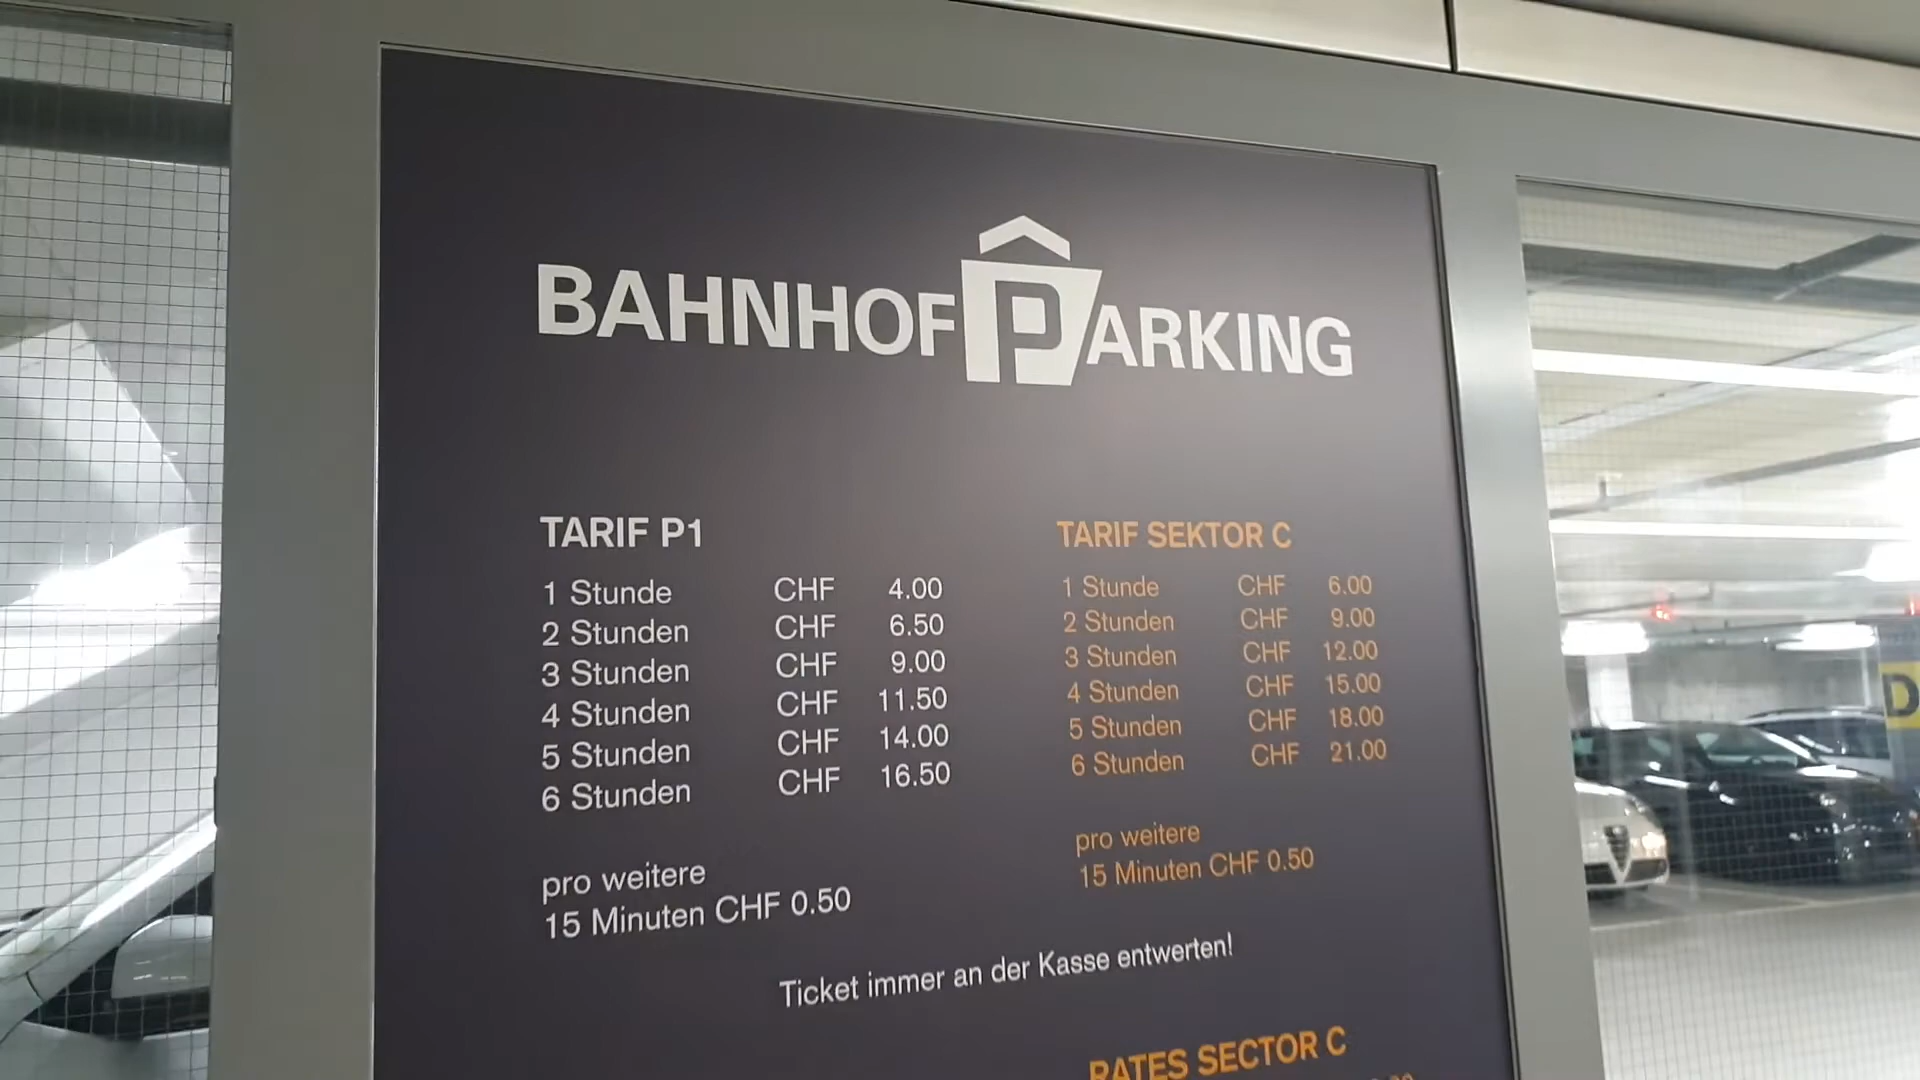 BAHNHOFPARKING
TARIF P1
1 Stunde CHF 4.00
2 Stunden CHF 6.50
3 Stunden CHF 9.00
4 Stunden CHF 11.50
5 Stunden CHF 14.00
6 Stunden CHF 16.50
pro weitere
15 Minuten CHF 0.50
TARIF SEKTOR C
1 Stunde CHF 6.00
2 Stunden CHF 9.00
3 Stunden CHF 12.00
4 Stunden CHF 15.00
5 Stunden CHF 18.00
6 Stunden CHF 21.00
pro weitere
15 Minuten CHF 0.50
Ticket immer an der Kasse entwerten!
RATES SECTOR C
D